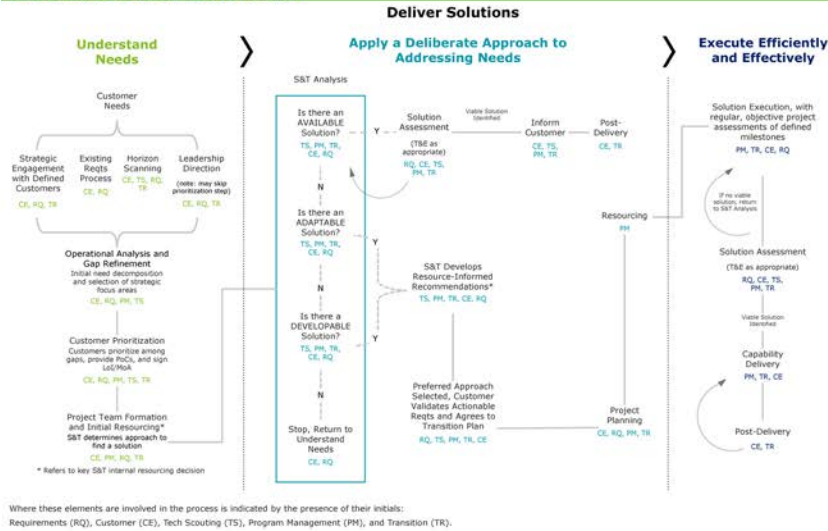 Deliver Solutions
Understand
Needs
Customer
Needs
Strategic
Engagement
with Defined
Customers
CE, RQ, TR
Existing
Reqts
Process
CE, RQ
Horizon
Scanning
CE, TS, RQ,
TR
Leadership
Direction
(note: may skip
prioritization step)
CE, RQ, TR
Operational Analysis and
Gap Refinement
Initial need decomposition
and selection of strategic
focus areas
CE, RQ, PM, TS
Customer Prioritization
Customers prioritize among
gaps, provide PoCs, and sign
LoI/MoA
CE, RQ, PM, TS, TR
Project Team Formation
and Initial Resourcing*
S&T determines approach to
find a solution
CE, PM, RQ, TR
* Refers to key S&T internal resourcing decision
Apply a Deliberate Approach to
Addressing Needs
S&T Analysis
Is there an
AVAILABLE
Solution?
TS, PM, TR,
CE, RQ
Y
N
Is there an
ADAPTABLE
Solution?
TS, PM, TR,
CE, RQ
Y
N
Is there a
DEVELOPABLE
Solution?
TS, PM, TR,
CE, RQ
Y
N
Stop, Return to
Understand
Needs
CE, RQ
Solution
Assessment
(T&E as
appropriate)
RQ, CE, TS,
PM, TR
Viable Solution
Identified
Inform
Customer
CE, TS,
PM, TR
Post-
Delivery
CE, TR
S&T Develops
Resource-Informed
Recommendations*
TS, PM, TR, CE, RQ
Preferred Approach
Selected, Customer
Validates Actionable
Reqts and Agrees to
Transition Plan
RQ, TS, PM, TR, CE
Project
Planning
CE, RQ, PM, TR
Resourcing
PM
Execute Efficiently
and Effectively
Solution Execution, with
regular, objective project
assessments of defined
milestones
PM, TR, CE, RQ
If no viable
solution, return
to S&T Analysis
Solution Assessment
(T&E as appropriate)
RQ, CE, TS,
PM, TR
Viable Solution
Identified
Capability
Delivery
PM, TR, CE
Post-Delivery
CE, TR
Where these elements are involved in the process is indicated by the presence of their initials:
Requirements (RQ), Customer (CE), Tech Scouting (TS), Program Management (PM), and Transition (TR).